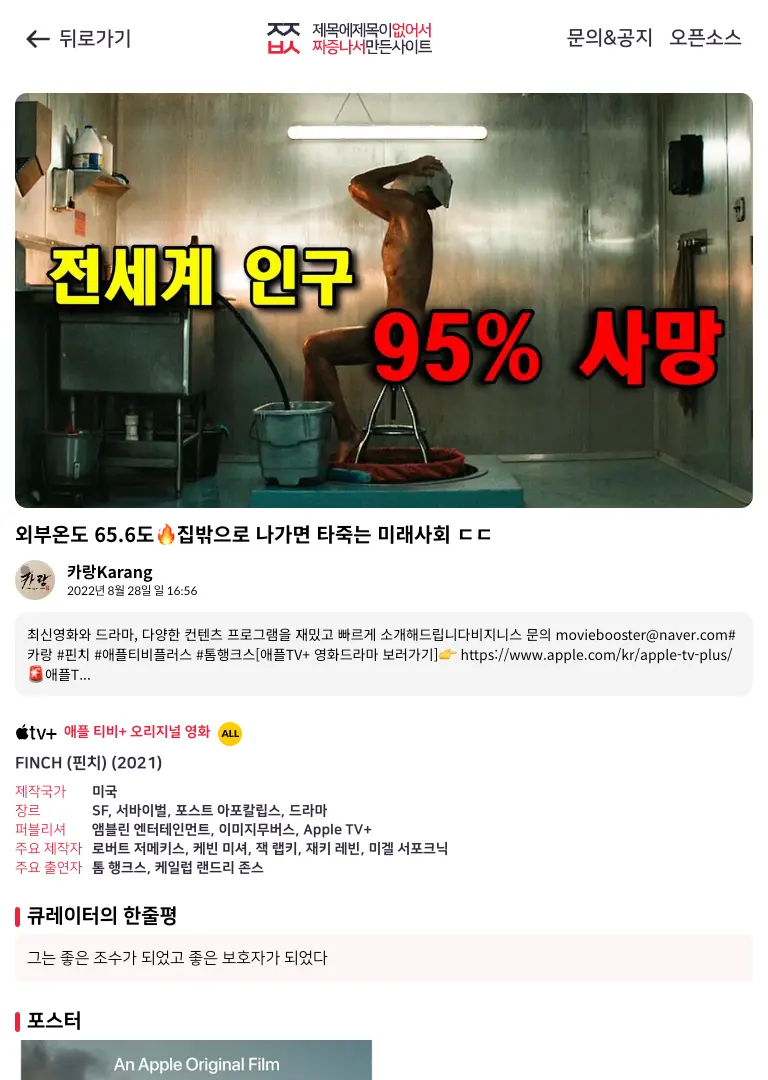 뒤로가기
제목에제목이없어서
짜증나서만든사이트
문의&공지 오픈소스
전세계 인구
95% 사망
외부온도 65.6도🔥집밖으로 나가면 타죽는 미래사회 ㄷㄷ
카랑
카랑Karang
2022년 8월 28일 일 16:56
최신영화와 드라마, 다양한 컨텐츠 프로그램을 재밌고 빠르게 소개해드립니다비지니스 문의 moviebooster@naver.com#
카랑 #핀치 #애플티비플러스 #톰행크스[애플TV+ 영화드라마 보러가기]👉 https://www.apple.com/kr/apple-tv-plus/
🚨애플T...
tv+ 애플 티비+ 오리지널 영화 ALL
FINCH (핀치) (2021)
제작국가 미국
장르 SF, 서바이벌, 포스트 아포칼립스, 드라마
퍼블리셔 앰블린 엔터테인먼트, 이미지무버스, Apple TV+
주요 제작자 로버트 저메키스, 케빈 미셔, 잭 랩키, 재키 레빈, 미겔 서포크닉
주요 출연자 톰 행크스, 케일럽 랜드리 존스
큐레이터의 한줄평
그는 좋은 조수가 되었고 좋은 보호자가 되었다
포스터
An Apple Original Film